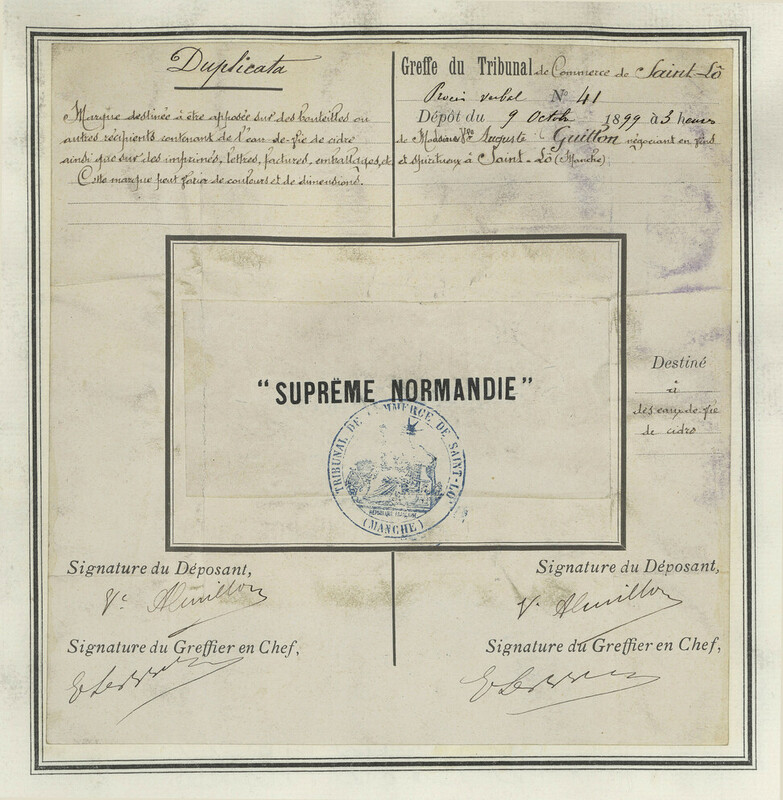 Duplicata
Marque destinée à être apposée sur des bouteilles ou
autres récipients contenant de l'eau-de-vie de cidre
ainsi que sur des imprimés, lettres, factures, emballages, etc
Cette marque peut varier de couleurs et de dimensions.
Greffe du Tribunal de Commerce de Saint-Lô
Procès verbal N° 41
Dépôt du 9 Octobre 1899 à 3 heures
de Madame Vve Auguste Guillon négociant en vins
et spiritueux à Saint-Lô (Manche)
"SUPRÊME NORMANDIE"
TRIBUNAL DE COMMERCE DE SAINT-LÔ
RÉPUBLIQUE FRANÇAISE
(MANCHE)
Destiné
à
des eaux-de-vie
de cidre
Signature du Déposant,
Signature du Déposant,
Signature du Greffier en Chef,
Signature du Greffier en Chef,